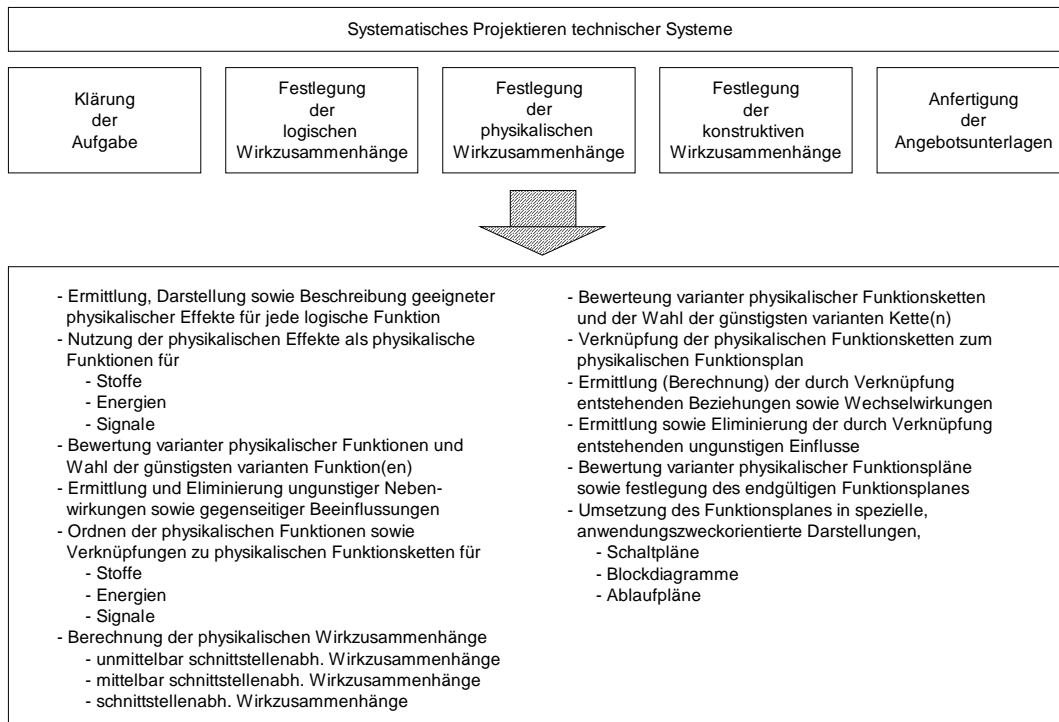 Systematisches Projektieren technischer Systeme
Klärung
der
Aufgabe
Festlegung
der
logischen
Wirkzusammenhänge
Festlegung
der
physikalischen
Wirkzusammenhänge
Festlegung
der
konstruktiven
Wirkzusammenhänge
Anfertigung
der
Angebotsunterlagen
- Ermittlung, Darstellung sowie Beschreibung geeigneter
physikalischer Effekte für jede logische Funktion
- Nutzung der physikalischen Effekte als physikalische
Funktionen für
- Stoffe
- Energien
- Signale
- Bewertung varianter physikalischer Funktionen und
Wahl der günstigsten varianten Funktion(en)
- Ermittlung und Eliminierung ungunstiger Neben-
wirkungen sowie gegenseitiger Beeinflussungen
- Ordnen der physikalischen Funktionen sowie
Verknüpfungen zu physikalischen Funktionsketten für
- Stoffe
- Energien
- Signale
- Berechnung der physikalischen Wirkzusammenhänge
- unmittelbar schnittstellenabh. Wirkzusammenhänge
- mittelbar schnittstellenabh. Wirkzusammenhänge
- schnittstellenabh. Wirkzusammenhänge
- Bewerteung varianter physikalischer Funktionsketten
und der Wahl der günstigsten varianten Kette(n)
- Verknüpfung der physikalischen Funktionsketten zum
physikalischen Funktionsplan
- Ermittlung (Berechnung) der durch Verknüpfung
entstehenden Beziehungen sowie Wechselwirkungen
- Ermittlung sowie Eliminierung der durch Verknüpfung
entstehenden ungunstigen Einflusse
- Bewertung varianter physikalischer Funktionspläne
sowie festlegung des endgültigen Funktionsplanes
- Umsetzung des Funktionsplanes in spezielle,
anwendungszweckorientierte Darstellungen,
- Schaltpläne
- Blockdiagramme
- Ablaufpläne